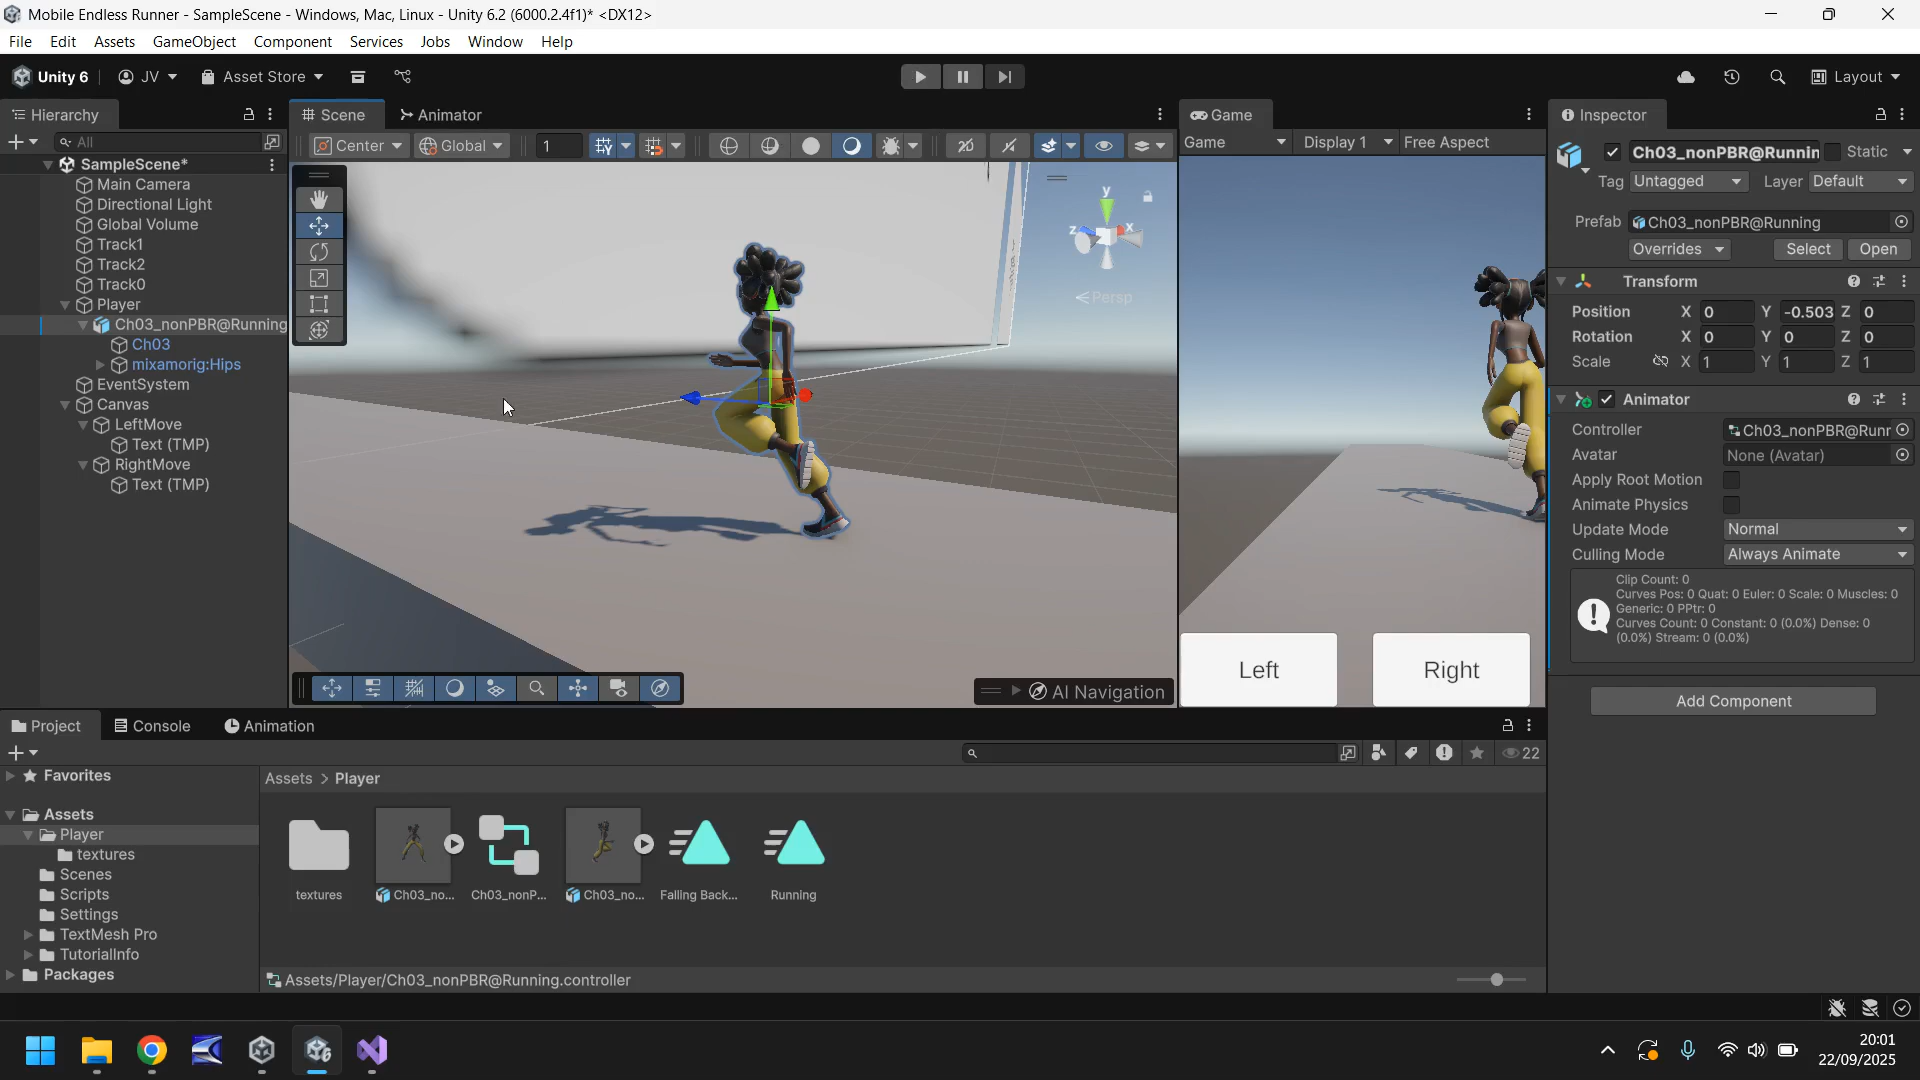 Mobile Endless Runner - SampleScene - Windows, Mac, Linux - Unity 6.2 (6000.2.4f1)* <DX12>
File Edit Assets GameObject Component Services Jobs Window Help
Unity 6 JV Asset Store Layout
Hierarchy
All
SampleScene*
Main Camera
Directional Light
Global Volume
Track1
Track2
Track0
Player
Ch03_nonPBR@Running
Ch03
mixamorig:Hips
EventSystem
Canvas
LeftMove
Text (TMP)
RightMove
Text (TMP)
Scene Animator
Center Global 1
y
x
z
Persp
AI Navigation
Game
Game Display 1 Free Aspect
Left Right
Inspector
Ch03_nonPBR@Runnin Static
Tag Untagged Layer Default
Prefab Ch03_nonPBR@Running
Overrides Select Open
Transform
Position X 0 Y -0.503 Z 0
Rotation X 0 Y 0 Z 0
Scale X 1 Y 1 Z 1
Animator
Controller Ch03_nonPBR@Runr
Avatar None (Avatar)
Apply Root Motion
Animate Physics
Update Mode Normal
Culling Mode Always Animate
Clip Count: 0
Curves Pos: 0 Quat: 0 Euler: 0 Scale: 0 Muscles: 0
Generic: 0 PPtr: 0
Curves Count: 0 Constant: 0 (0.0%) Dense: 0
(0.0%) Stream: 0 (0.0%)
Add Component
Project Console Animation
22
Favorites
Assets
Player
textures
Scenes
Scripts
Settings
TextMesh Pro
TutorialInfo
Packages
Assets > Player
textures Ch03_no... Ch03_nonP... Ch03_no... Falling Back... Running
Assets/Player/Ch03_nonPBR@Running.controller
20:01
22/09/2025